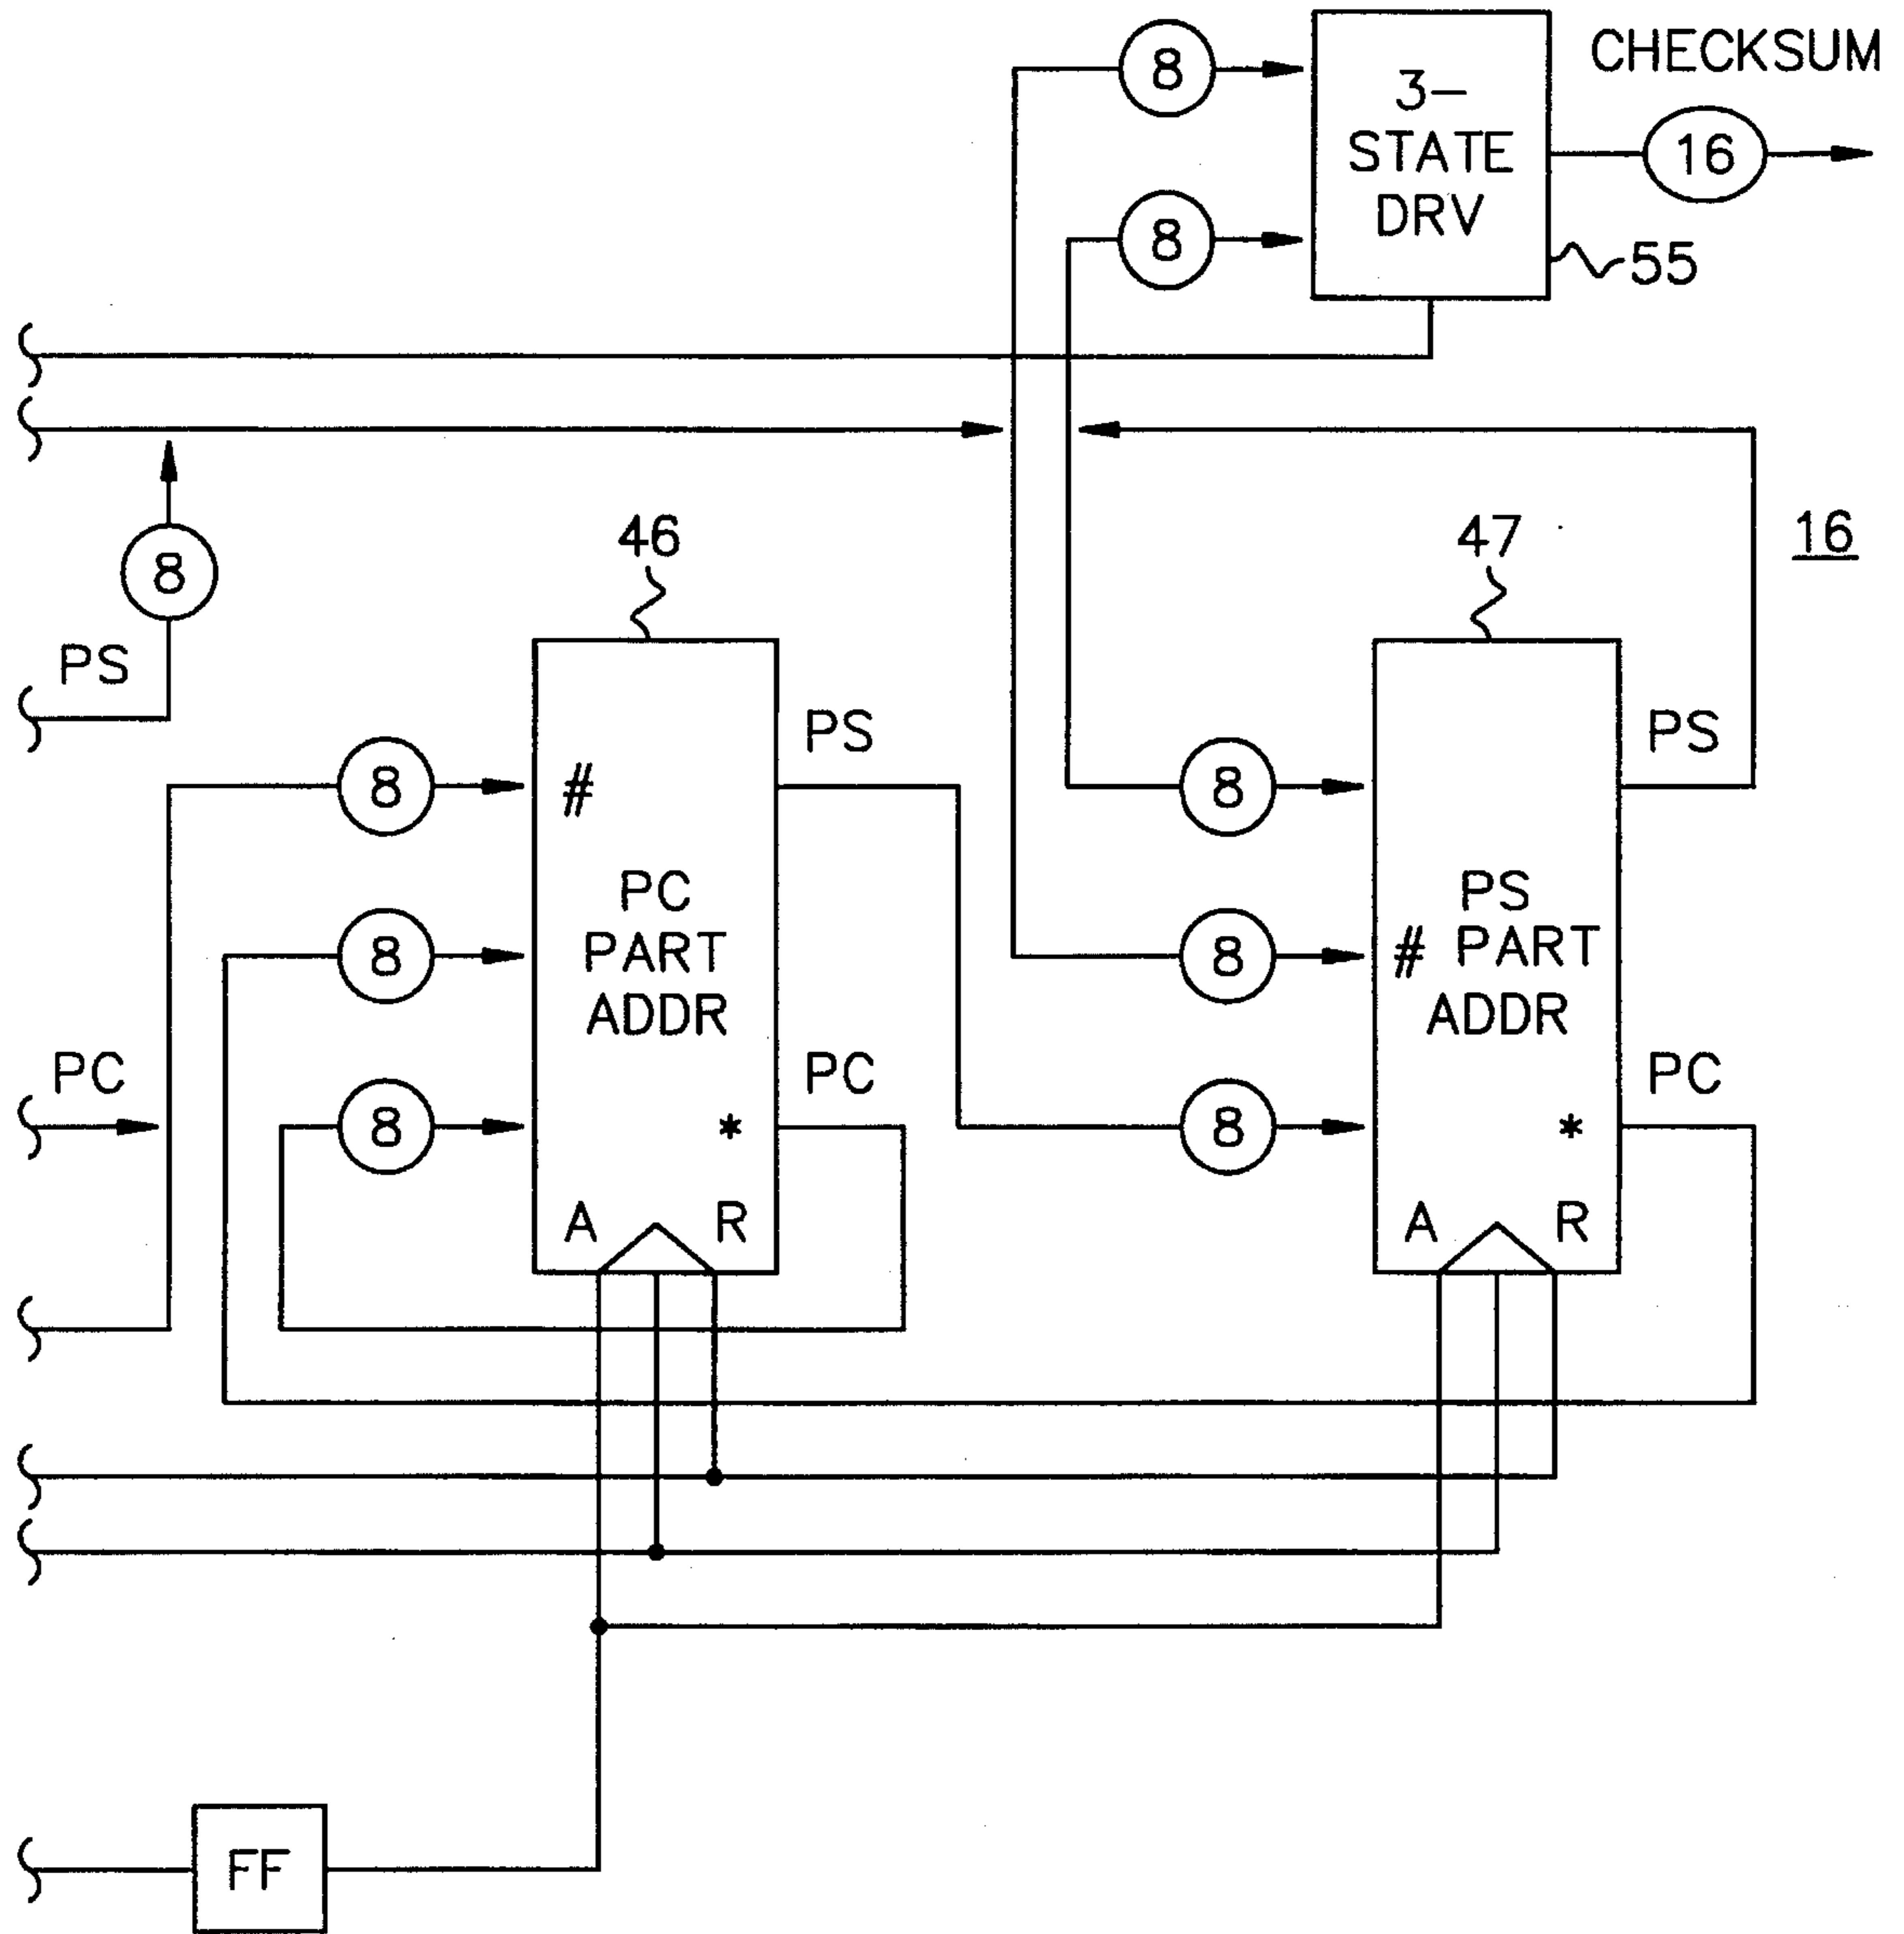 CHECKSUM
8
3-
STATE
DRV
16
8
55
46
47
16
8
PS
PS
PS
8
#
8
PC
PART
ADDR
PS
# PART
ADDR
8
8
PC
PC
PC
8
*
8
*
A
R
A
R
FF